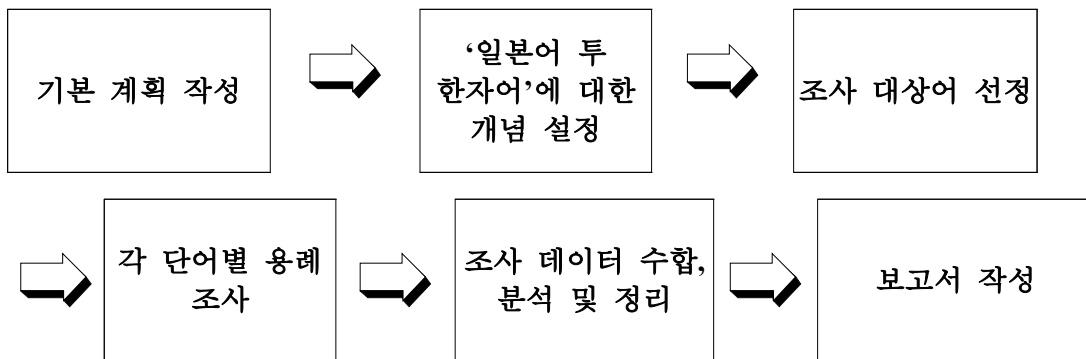 기본 계획 작성
‘일본어 투
한자어’에 대한
개념 설정
조사 대상어 선정
각 단어별 용례
조사
조사 데이터 수합,
분석 및 정리
보고서 작성